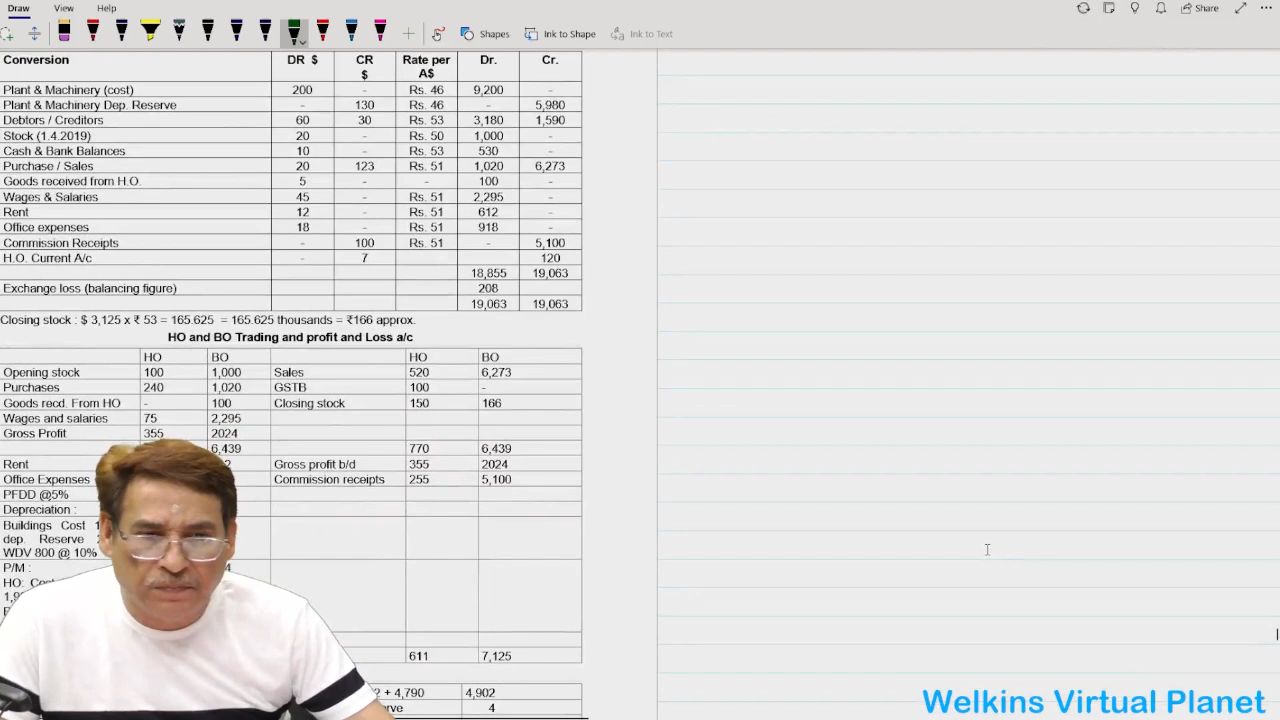 Draw View Help
Share
Shapes Ink to Shape Ink to Text
Conversion DR $ CR $ Rate per A$ Dr. Cr.
Plant & Machinery (cost) 200 - Rs. 46 9,200 -
Plant & Machinery Dep. Reserve - 130 Rs. 46 - 5,980
Debtors / Creditors 60 30 Rs. 53 3,180 1,590
Stock (1.4.2019) 20 - Rs. 50 1,000 -
Cash & Bank Balances 10 - Rs. 53 530 -
Purchase / Sales 20 123 Rs. 51 1,020 6,273
Goods received from H.O. 5 - - 100 -
Wages & Salaries 45 - Rs. 51 2,295 -
Rent 12 - Rs. 51 612 -
Office expenses 18 - Rs. 51 918 -
Commission Receipts - 100 Rs. 51 - 5,100
H.O. Current A/c - 7 120
18,855 19,063
Exchange loss (balancing figure) 208
19,063 19,063
Closing stock : $ 3,125 x ₹ 53 = 165.625 = 165.625 thousands = ₹166 approx.
HO and BO Trading and profit and Loss a/c
HO BO HO BO
Opening stock 100 1,000 Sales 520 6,273
Purchases 240 1,020 GSTB 100 -
Goods recd. From HO - 100 Closing stock 150 166
Wages and salaries 75 2,295
Gross Profit 355 2024
6,439 770 6,439
Rent Gross profit b/d 355 2024
Office Expenses Commission receipts 255 5,100
PFDD @5%
Depreciation :
Buildings Cost
dep. Reserve
WDV 800 @ 10%
P/M :
HO:
611 7,125
+ 4,790 4,902
4
Welkins Virtual Planet